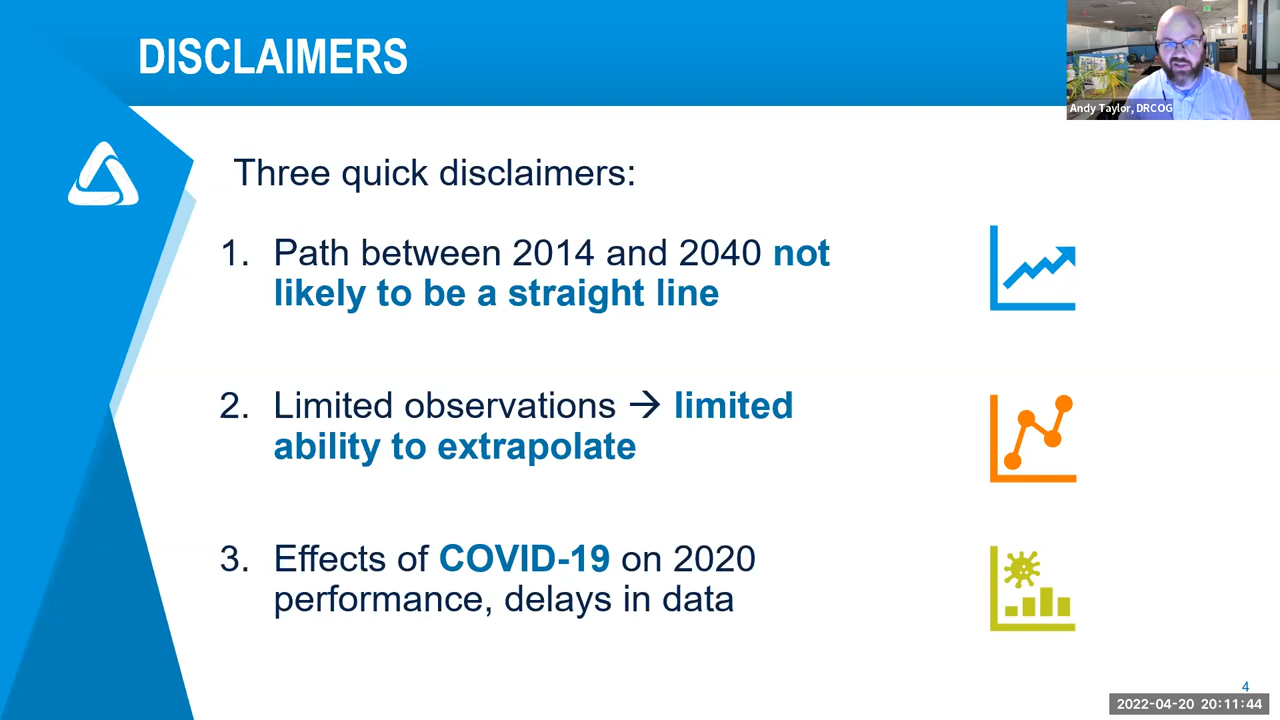 DISCLAIMERS
Andy Taylor, DRCOG
Three quick disclaimers:
1. Path between 2014 and 2040 not
likely to be a straight line
2. Limited observations → limited
ability to extrapolate
3. Effects of COVID-19 on 2020
performance, delays in data
4
2022-04-20 20:11:44